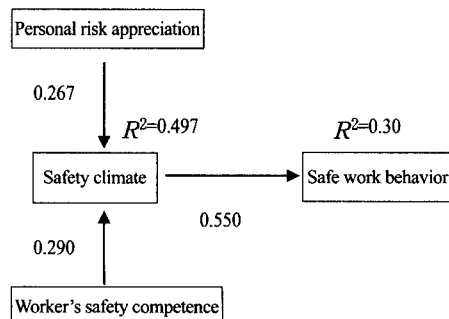 Personal risk appreciation
0.267
R²=0.497
R²=0.30
Safety climate
Safe work behavior
0.550
0.290
Worker's safety competence